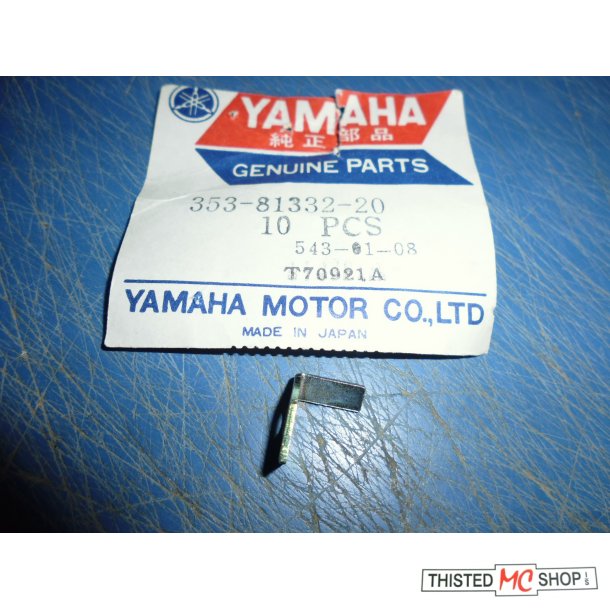 YAMAHA
純正部品
GENUINE PARTS
353-81332-20
10 PCS
543-01-08
T70921A
YAMAHA MOTOR CO.,LTD
MADE IN JAPAN
THISTED MC SHOP I/S